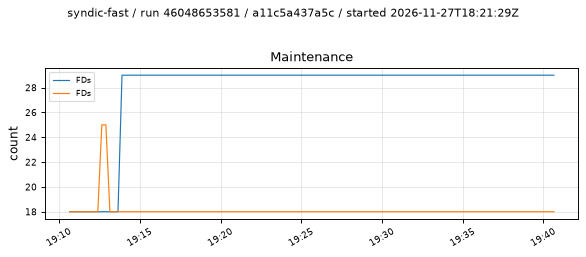 syndic-fast / run 46048653581 / a11c5a437a5c / started 2026-11-27T18:21:29Z
Maintenance
FDs
FDs
count
28
26
24
22
20
18
19:10
19:15
19:20
19:25
19:30
19:35
19:40